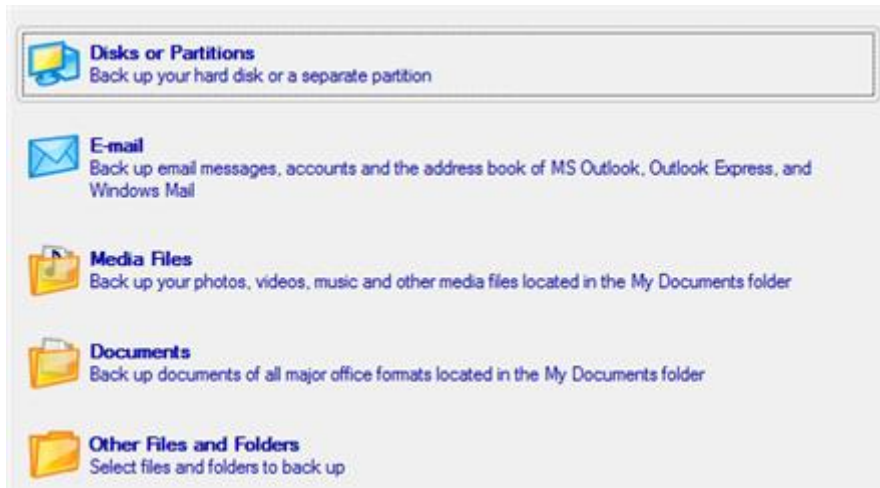 Disks or Partitions
Back up your hard disk or a separate partition
E-mail
Back up email messages, accounts and the address book of MS Outlook, Outlook Express, and
Windows Mail
Media Files
Back up your photos, videos, music and other media files located in the My Documents folder
Documents
Back up documents of all major office formats located in the My Documents folder
Other Files and Folders
Select files and folders to back up